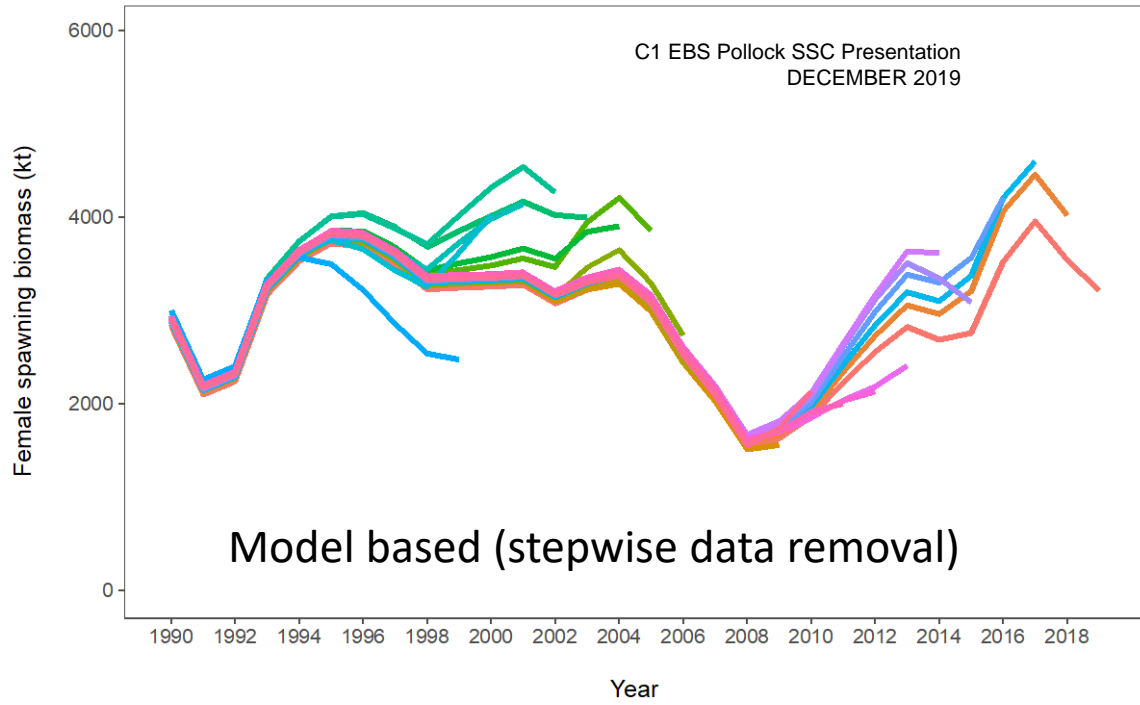 C1 EBS Pollock SSC Presentation
DECEMBER 2019
6000
4000
2000
0
Female spawning biomass (kt)
Model based (stepwise data removal)
1990 1992 1994 1996 1998 2000 2002 2004 2006 2008 2010 2012 2014 2016 2018
Year